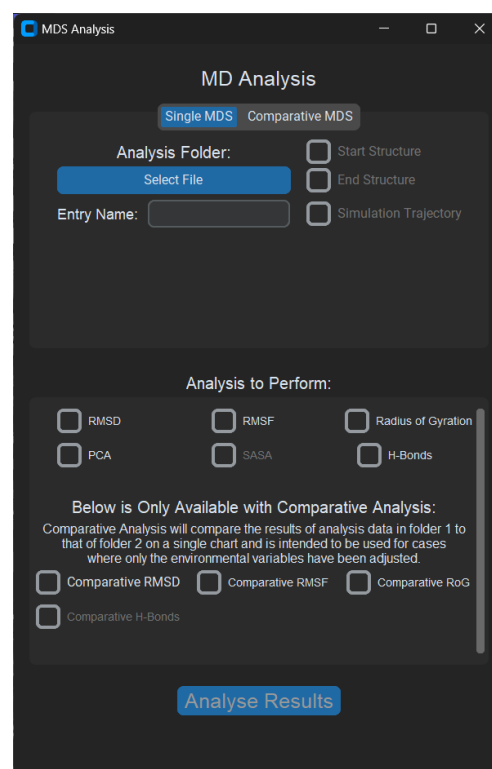 MDS Analysis
MD Analysis
Single MDS Comparative MDS
Analysis Folder:
Start Structure
Select File
End Structure
Entry Name:
Simulation Trajectory
Analysis to Perform:
RMSD RMSF Radius of Gyration
PCA SASA H-Bonds
Below is Only Available with Comparative Analysis:
Comparative Analysis will compare the results of analysis data in folder 1 to
that of folder 2 on a single chart and is intended to be used for cases
where only the environmental variables have been adjusted.
Comparative RMSD Comparative RMSF Comparative RoG
Comparative H-Bonds
Analyse Results